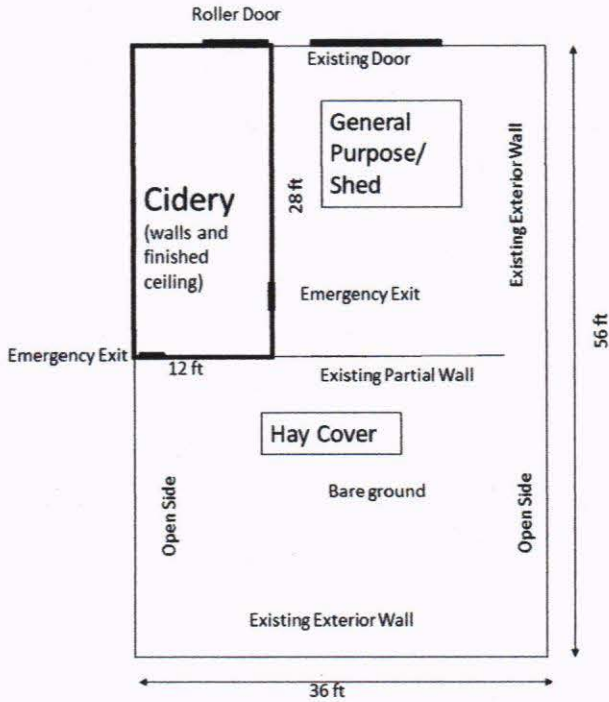 Roller Door
Existing Door
General
Purpose/
Shed
Existing Exterior Wall
28 ft
Cidery
(walls and
finished
ceiling)
Emergency Exit
56 ft
Emergency Exit
12 ft
Existing Partial Wall
Hay Cover
Bare ground
Open Side
Open Side
Existing Exterior Wall
36 ft